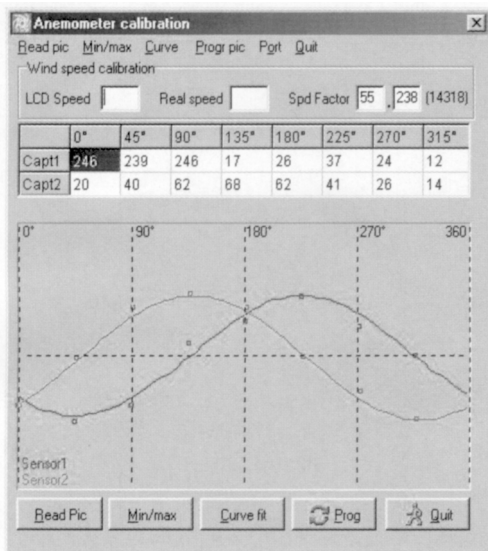 Anemometer calibration
Read pic Min/max Curve Progr pic Port Quit
Wind speed calibration
LCD Speed Real speed Spd Factor 55 . 238 (14318)
0° 45° 90° 135° 180° 225° 270° 315°
Capt1 246 239 246 17 26 37 24 12
Capt2 20 40 62 68 62 41 26 14
0° 90° 180° 270° 360
Sensor1
Sensor2
Read Pic Min/max Curve fit Prog Quit